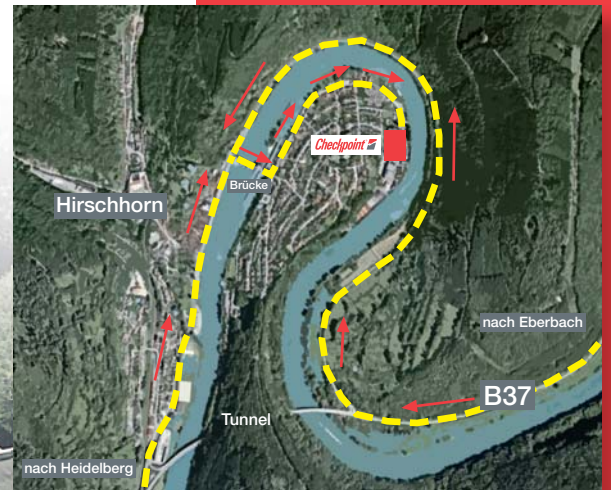 Checkpoint
Brücke
Hirschhorn
nach Eberbach
B37
Tunnel
nach Heidelberg